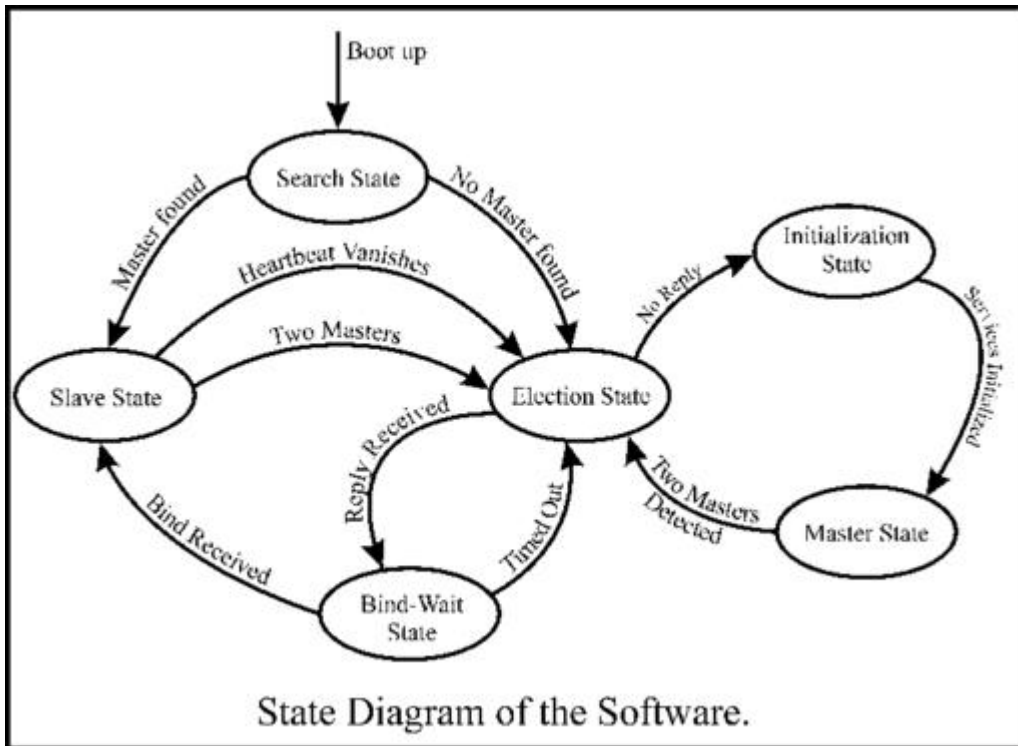 Boot up
Search State
Master found
No Master found
Heartbeat Vanishes
Two Masters
Slave State
Election State
No Reply
Initialization
State
Services Initialized
Reply Received
Timed Out
Two Masters
Detected
Master State
Bind Received
Bind-Wait
State
State Diagram of the Software.